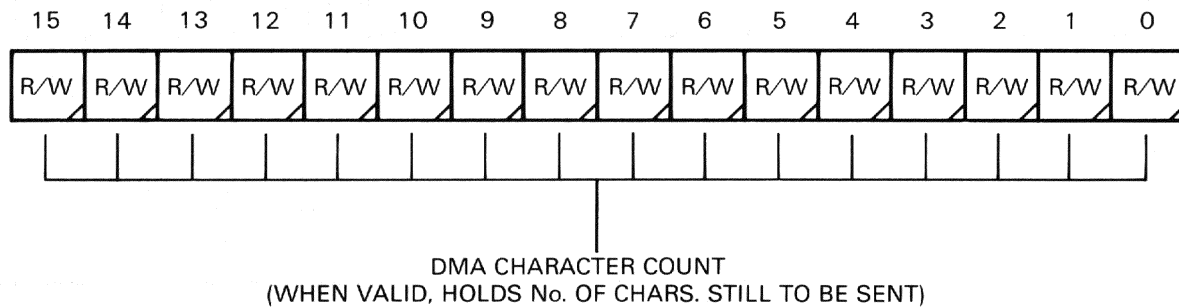 15 14 13 12 11 10 9 8 7 6 5 4 3 2 1 0
R/W R/W R/W R/W R/W R/W R/W R/W R/W R/W R/W R/W R/W R/W R/W R/W
DMA CHARACTER COUNT
(WHEN VALID, HOLDS No. OF CHARS. STILL TO BE SENT)